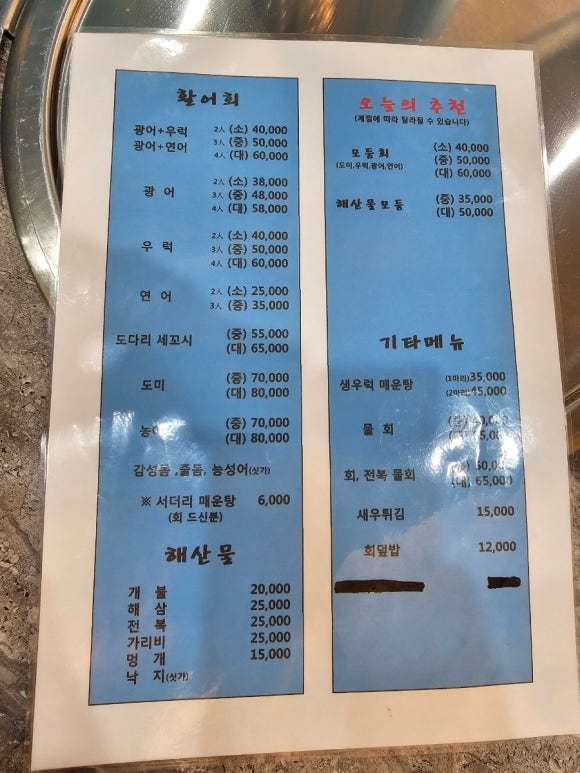 활어회
광어+우럭 2人 (소) 40,000
광어+연어 3人 (중) 50,000
4人 (대) 60,000
광 어 2人 (소) 38,000
3人 (중) 48,000
4人 (대) 58,000
우 럭 2人 (소) 40,000
3人 (중) 50,000
4人 (대) 60,000
연 어 2人 (소) 25,000
3人 (중) 35,000
도다리 세꼬시 (중) 55,000
(대) 65,000
도미 (중) 70,000
(대) 80,000
농어 (중) 70,000
(대) 80,000
감성돔 ,줄돔, 능성어(싯가)
※ 서더리 매운탕 6,000
(회 드신분)
해산물
개 불 20,000
해 삼 25,000
전 복 25,000
가리비 25,000
멍 게 15,000
낙 지(싯가)
오늘의 추천
(계절에 따라 달라질 수 있습니다)
모둠회 (소) 40,000
(도미,우럭,광어,연어) (중) 50,000
(대) 60,000
해산물모둠 (중) 35,000
(대) 50,000
기타메뉴
생우럭 매운탕 (1마리)35,000
(2마리)45,000
물 회
회, 전복 물회
(대) 65,000
새우튀김 15,000
회덮밥 12,000